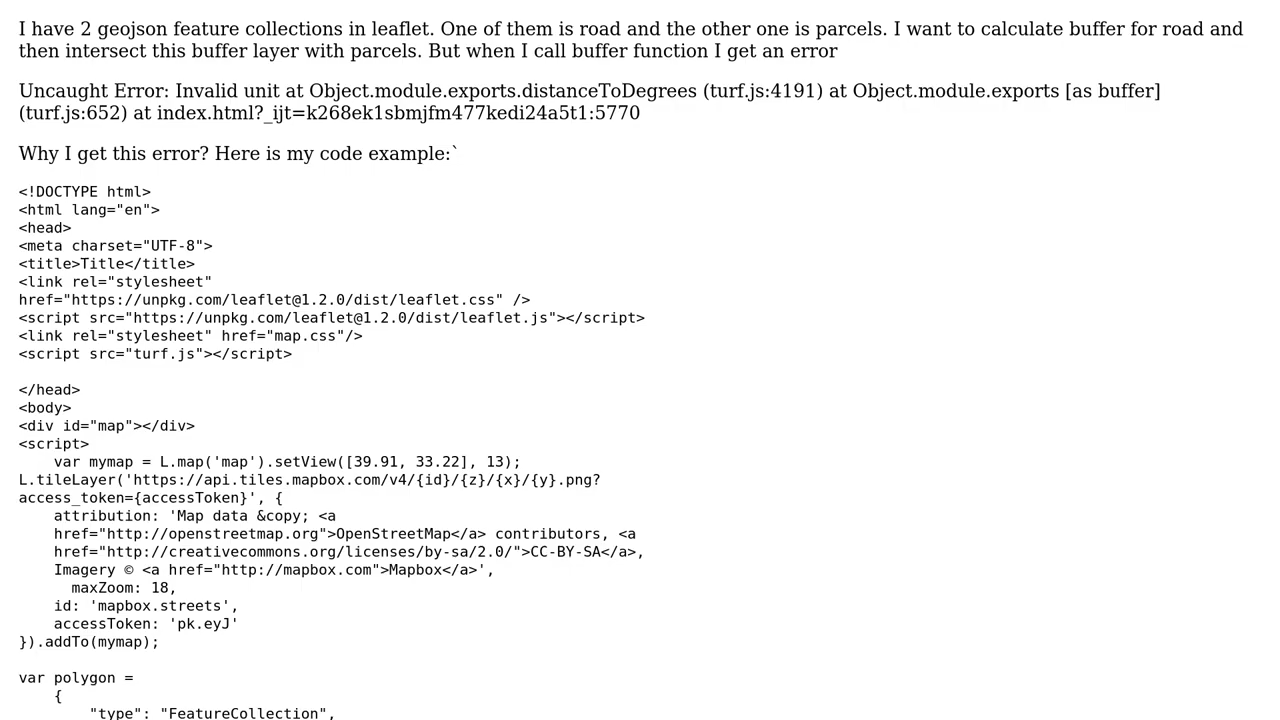 I have 2 geojson feature collections in leaflet. One of them is road and the other one is parcels. I want to calculate buffer for road and
then intersect this buffer layer with parcels. But when I call buffer function I get an error
Uncaught Error: Invalid unit at Object.module.exports.distanceToDegrees (turf.js:4191) at Object.module.exports [as buffer]
(turf.js:652) at index.html?_ijt=k268ek1sbmjfm477kedi24a5t1:5770
Why I get this error? Here is my code example:`
<!DOCTYPE html>
<html lang="en">
<head>
<meta charset="UTF-8">
<title>Title</title>
<link rel="stylesheet"
href="https://unpkg.com/leaflet@1.2.0/dist/leaflet.css" />
<script src="https://unpkg.com/leaflet@1.2.0/dist/leaflet.js"></script>
<link rel="stylesheet" href="map.css"/>
<script src="turf.js"></script>
</head>
<body>
<div id="map"></div>
<script>
    var mymap = L.map('map').setView([39.91, 33.22], 13);
L.tileLayer('https://api.tiles.mapbox.com/v4/{id}/{z}/{x}/{y}.png?
access_token={accessToken}', {
    attribution: 'Map data &copy; <a
    href="http://openstreetmap.org">OpenStreetMap</a> contributors, <a
    href="http://creativecommons.org/licenses/by-sa/2.0/">CC-BY-SA</a>,
    Imagery © <a href="http://mapbox.com">Mapbox</a>',
      maxZoom: 18,
    id: 'mapbox.streets',
    accessToken: 'pk.eyJ'
}).addTo(mymap);
var polygon =
    {
        "type": "FeatureCollection",